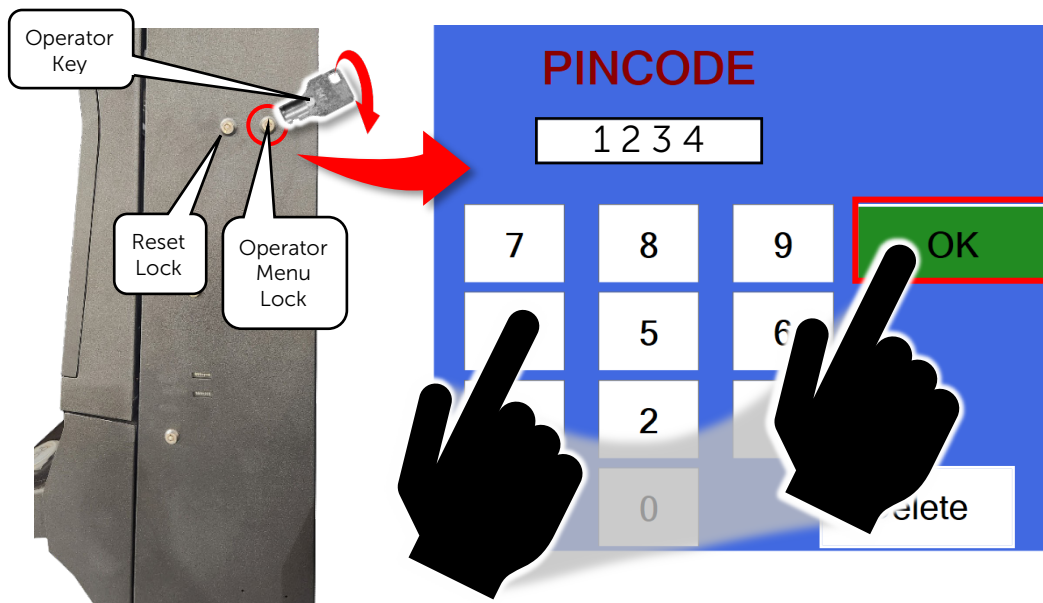 Operator
Key
Reset
Lock
Operator
Menu
Lock
PINCODE
1 2 3 4
7 8 9 OK
5 6
2
0